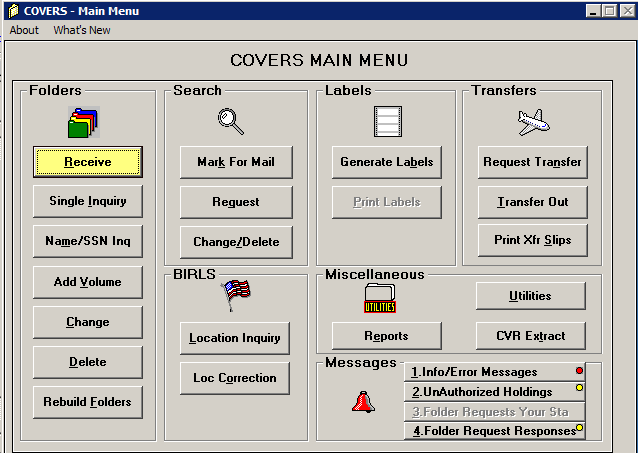 COVERS - Main Menu
About What's New
COVERS MAIN MENU
Folders
Receive
Single Inquiry
Name/SSN Inq
Add Volume
Change
Delete
Rebuild Folders
Search
Mark For Mail
Request
Change/Delete
BIRLS
Location Inquiry
Loc Correction
Labels
Generate Labels
Print Labels
Transfers
Request Transfer
Transfer Out
Print Xfr Slips
Miscellaneous
UTILITIES
Utilities
Reports
CVR Extract
Messages
1.Info/Error Messages
2.UnAuthorized Holdings
3.Folder Requests Your Sta
4.Folder Request Responses